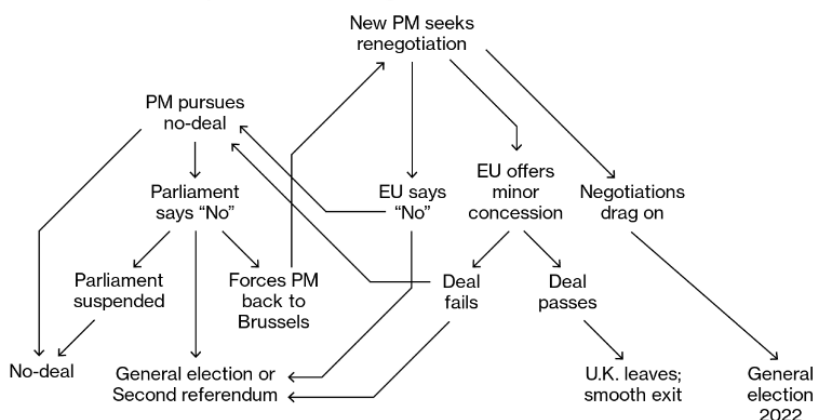 New PM seeks
renegotiation
PM pursues
no-deal
Parliament
says “No”
EU says
“No”
EU offers
minor
concession
Negotiations
drag on
Parliament
suspended
Forces PM
back to
Brussels
Deal
fails
Deal
passes
No-deal
General election or
Second referendum
U.K. leaves;
smooth exit
General
election
2022